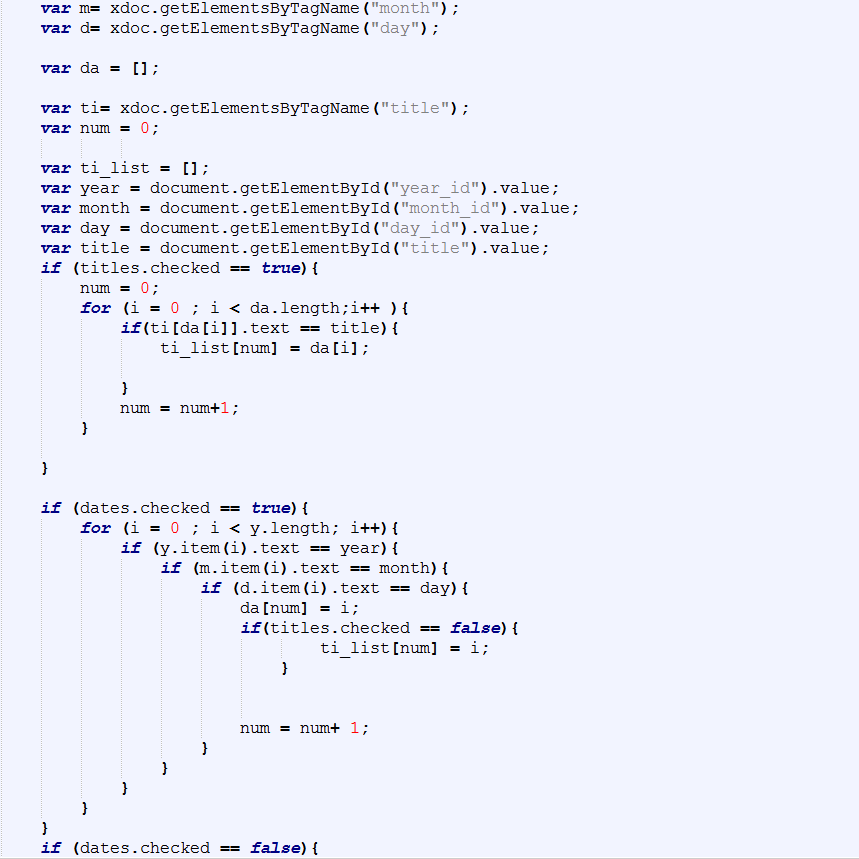 var m= xdoc.getElementsByTagName("month");
var d= xdoc.getElementsByTagName("day");
var da = [];
var ti= xdoc.getElementsByTagName("title");
var num = 0;
var ti_list = [];
var year = document.getElementById("year_id").value;
var month = document.getElementById("month_id").value;
var day = document.getElementById("day_id").value;
var title = document.getElementById("title").value;
if (titles.checked == true){
num = 0;
for (i = 0 ; i < da.length;i++ ){
if(ti[da[i]].text == title){
ti_list[num] = da[i];
}
num = num+1;
}
}
if (dates.checked == true){
for (i = 0 ; i < y.length; i++){
if (y.item(i).text == year){
if (m.item(i).text == month){
if (d.item(i).text == day){
da[num] = i;
if(titles.checked == false){
ti_list[num] = i;
}
num = num+ 1;
}
}
}
}
}
if (dates.checked == false){